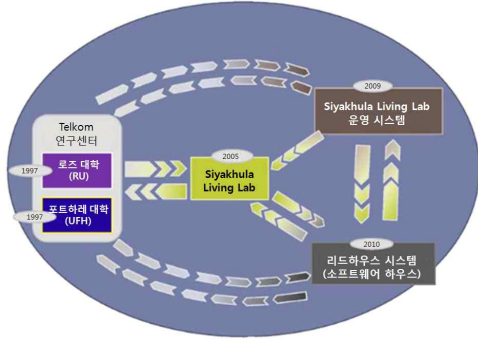 2009
Siyakhula Living Lab
운영 시스템
Telkom
연구센터
1997
로즈 대학
(RU)
2005
Siyakhula
Living Lab
1997
포트하레 대학
(UFH)
2010
리드하우스 시스템
(소프트웨어 하우스)